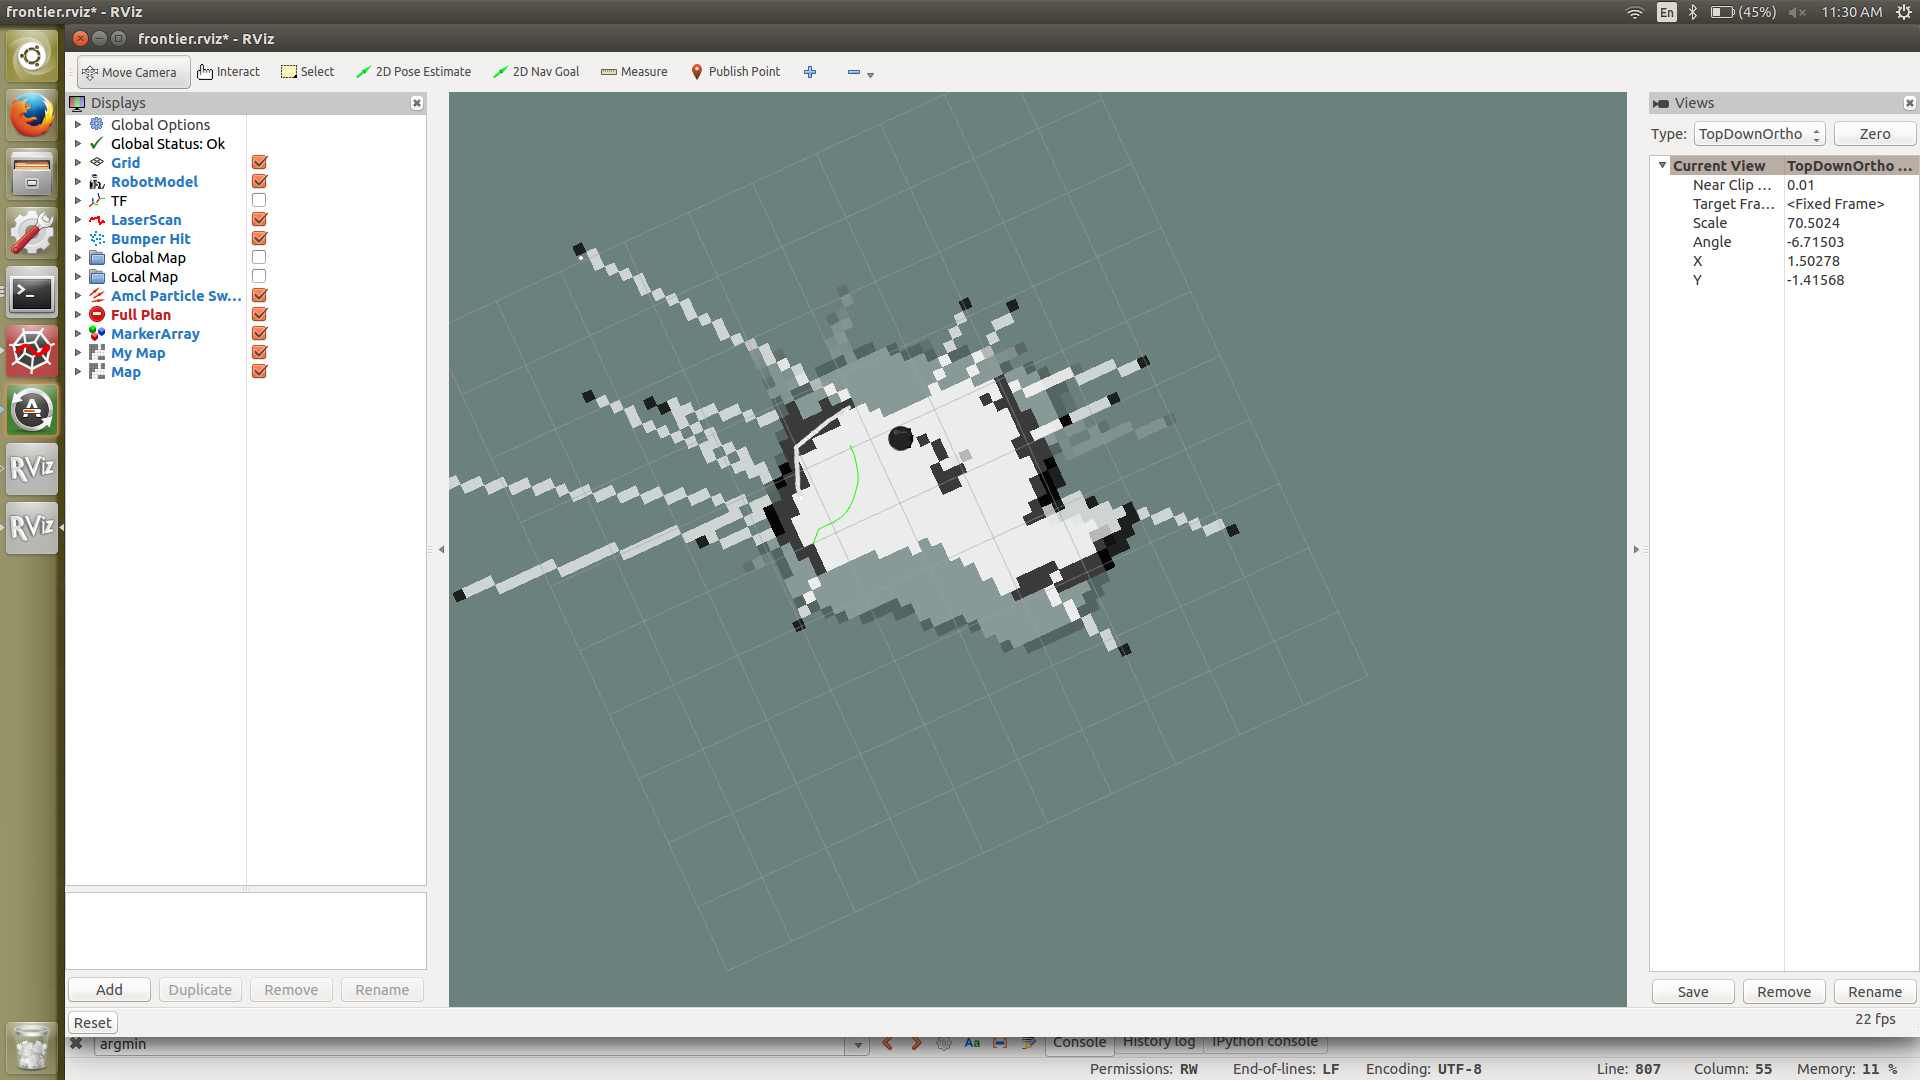 frontier.rviz* - RViz
En
(45%)
11:30 AM
frontier.rviz* - RViz
Move Camera
Interact
Select
2D Pose Estimate
2D Nav Goal
Measure
Publish Point
Displays
Global Options
Global Status: Ok
Grid
RobotModel
TF
LaserScan
Bumper Hit
Global Map
Local Map
Amcl Particle Sw...
Full Plan
MarkerArray
My Map
Map
Add
Duplicate
Remove
Rename
Reset
Views
Type:
TopDownOrtho
Zero
Current View TopDownOrtho ...
Near Clip ... 0.01
Target Fra... <Fixed Frame>
Scale 70.5024
Angle -6.71503
X 1.50278
Y -1.41568
Save
Remove
Rename
22 fps
RViz
RViz
argmin
Aa
Console
History log
IPython console
Permissions: RW
End-of-lines: LF
Encoding: UTF-8
Line: 807
Column: 55
Memory: 11 %